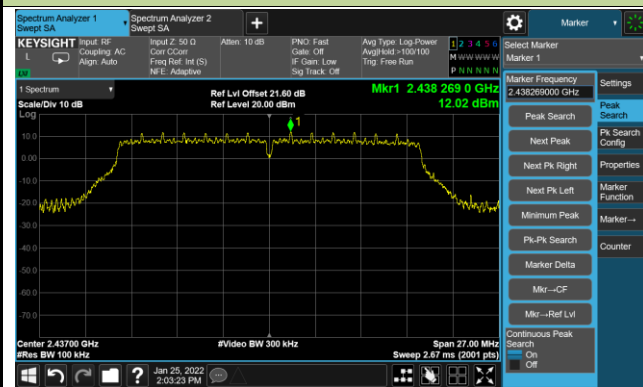 Spectrum Analyzer 1
Swept SA
Spectrum Analyzer 2
Swept SA
+
Marker
KEYSIGHT
L
LVI
Input: RF
Coupling: AC
Align: Auto
Input Z: 50 Ω
Corr CCorr
Freq Ref: Int (S)
NFE: Adaptive
Atten: 10 dB
PNO: Fast
Gate: Off
IF Gain: Low
Sig Track: Off
Avg Type: Log-Power
Avg|Hold:>100/100
Trig: Free Run
1 2 3 4 5 6
M W W W W W
P N N N N N
Select Marker
Marker 1
1 Spectrum
Scale/Div 10 dB
Log
Ref Lvl Offset 21.60 dB
Ref Level 20.00 dBm
Mkr1 2.438 269 0 GHz
12.02 dBm
1
10.0
0.00
-10.0
-20.0
-30.0
-40.0
-50.0
-60.0
-70.0
Center 2.43700 GHz
#Res BW 100 kHz
#Video BW 300 kHz
Span 27.00 MHz
Sweep 2.67 ms (2001 pts)
Marker Frequency
2.438269000 GHz
Peak Search
Next Peak
Next Pk Right
Next Pk Left
Minimum Peak
Pk-Pk Search
Marker Delta
Mkr→CF
Mkr→Ref Lvl
Continuous Peak
Search
On
Off
Settings
Peak
Search
Pk Search
Config
Properties
Marker
Function
Marker→
Counter
?
Jan 25, 2022
2:03:23 PM